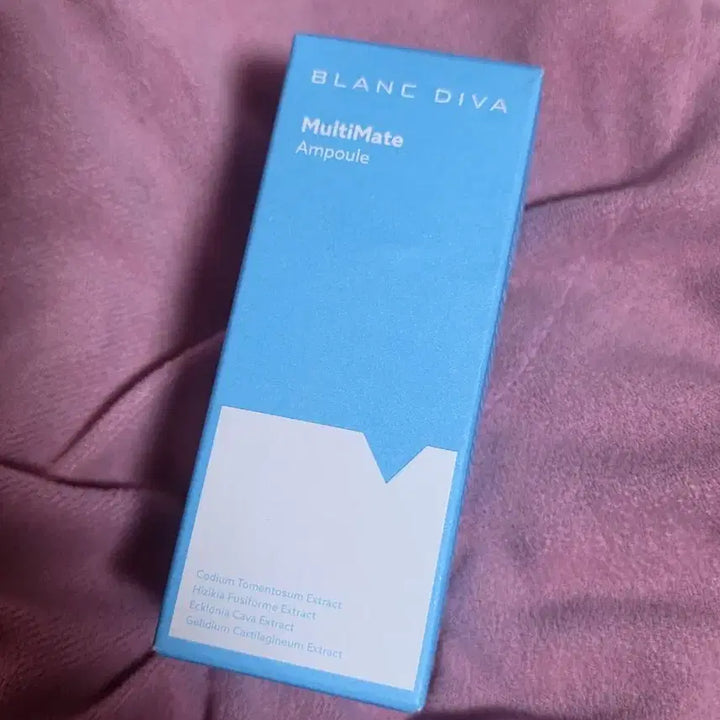 BLANC DIVA
MultiMate
Ampoule
Codium Tomentosum Extract
Hizikia Fusiforme Extract
Ecklonia Cava Extract
Gelidium Cartilagineum Extract